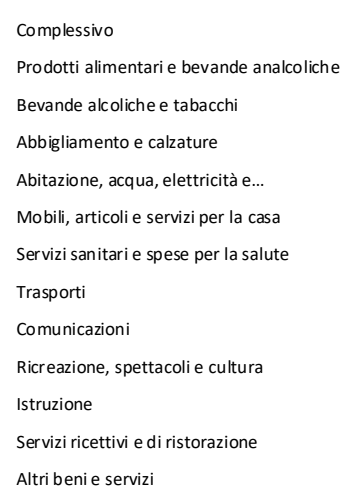 Complessivo
Prodotti alimentari e bevande analcoliche
Bevande alcoliche e tabacchi
Abbigliamento e calzature
Abitazione, acqua, elettricità e…
Mobili, articoli e servizi per la casa
Servizi sanitari e spese per la salute
Trasporti
Comunicazioni
Ricreazione, spettacoli e cultura
Istruzione
Servizi ricettivi e di ristorazione
Altri beni e servizi